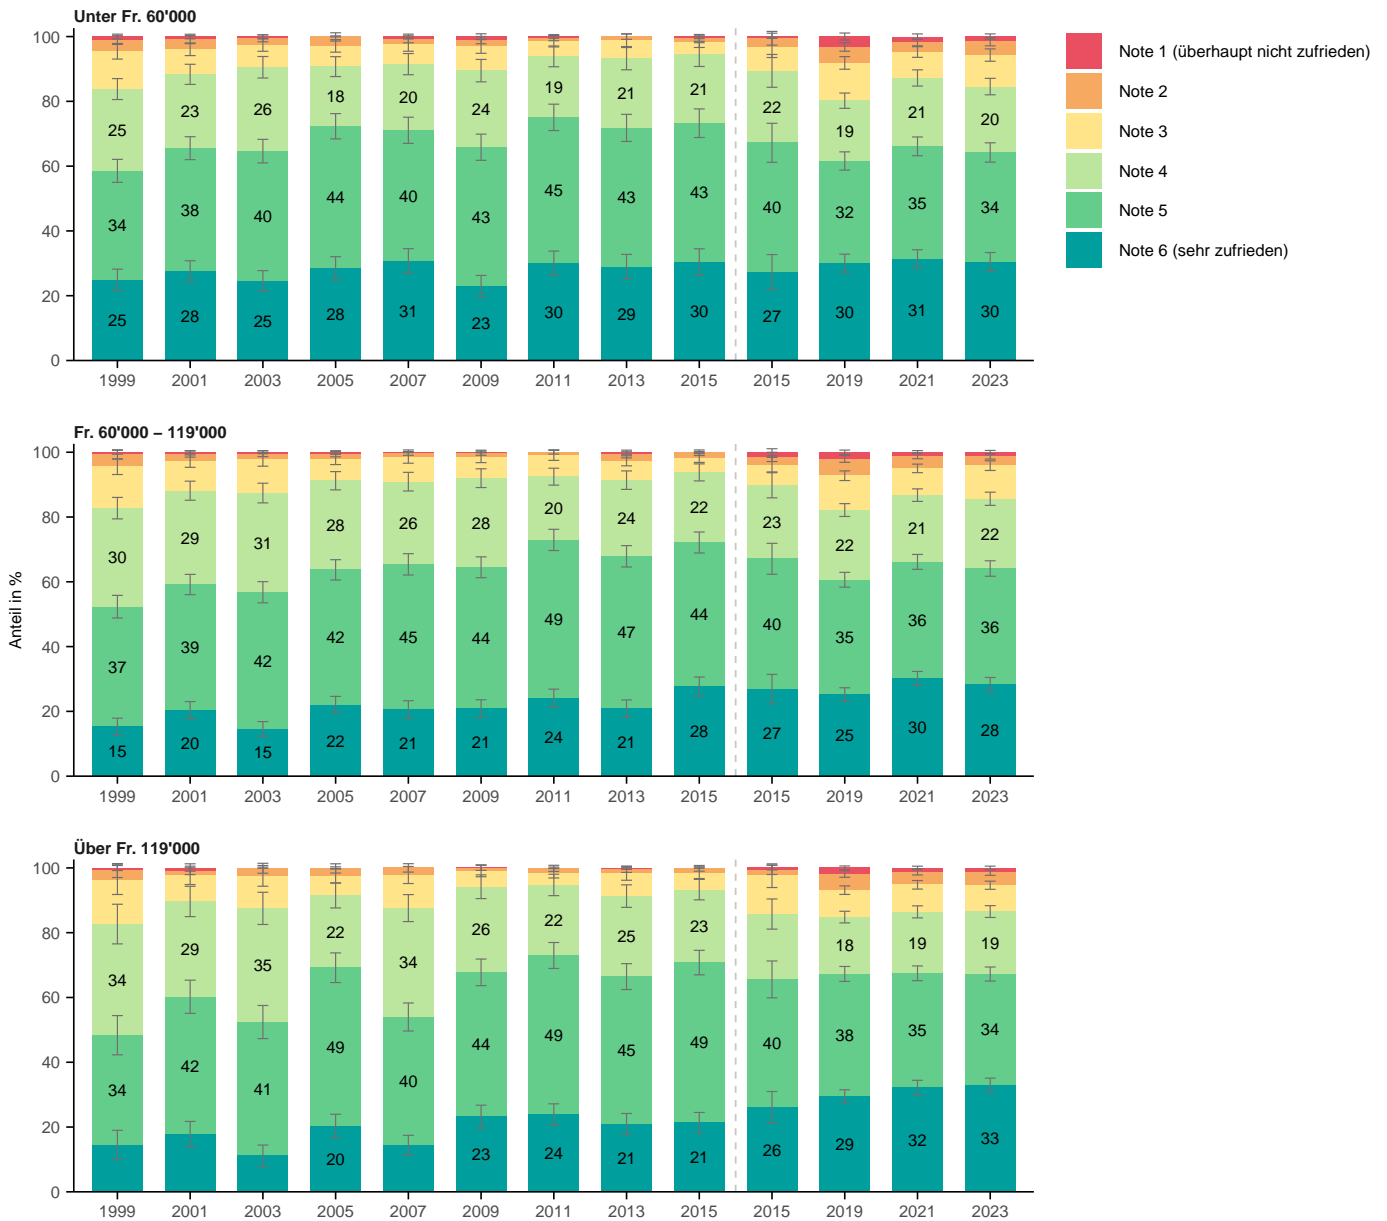 Unter Fr. 60'000
100
80
60
40
20
0
25 23 26 18 20 24 19 21 21 22 19 21 20
34 38 40 44 40 43 45 43 43 40 32 35 34
25 28 25 28 31 23 30 29 30 27 30 31 30
1999 2001 2003 2005 2007 2009 2011 2013 2015 2015 2019 2021 2023
Note 1 (überhaupt nicht zufrieden)
Note 2
Note 3
Note 4
Note 5
Note 6 (sehr zufrieden)
Fr. 60'000 – 119'000
Anteil in %
100
80
60
40
20
0
30 29 31 28 26 28 20 24 22 23 22 21 22
37 39 42 42 45 44 49 47 44 40 35 36 36
15 20 15 22 21 21 24 21 28 27 25 30 28
1999 2001 2003 2005 2007 2009 2011 2013 2015 2015 2019 2021 2023
Über Fr. 119'000
100
80
60
40
20
0
34 29 35 22 34 26 22 25 23 18 19 19
34 42 41 49 40 44 49 45 49 40 38 35 34
20 23 24 21 21 26 29 32 33
1999 2001 2003 2005 2007 2009 2011 2013 2015 2015 2019 2021 2023